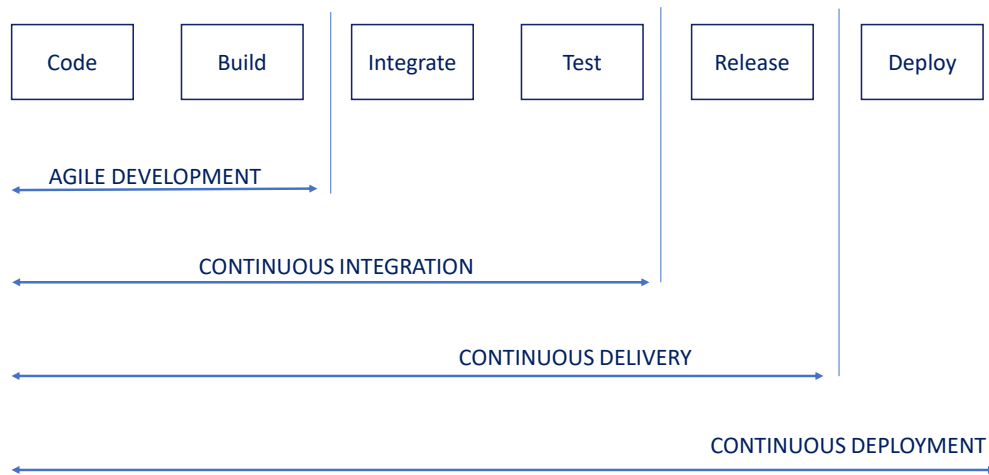 Code
Build
Integrate
Test
Release
Deploy
AGILE DEVELOPMENT
CONTINUOUS INTEGRATION
CONTINUOUS DELIVERY
CONTINUOUS DEPLOYMENT